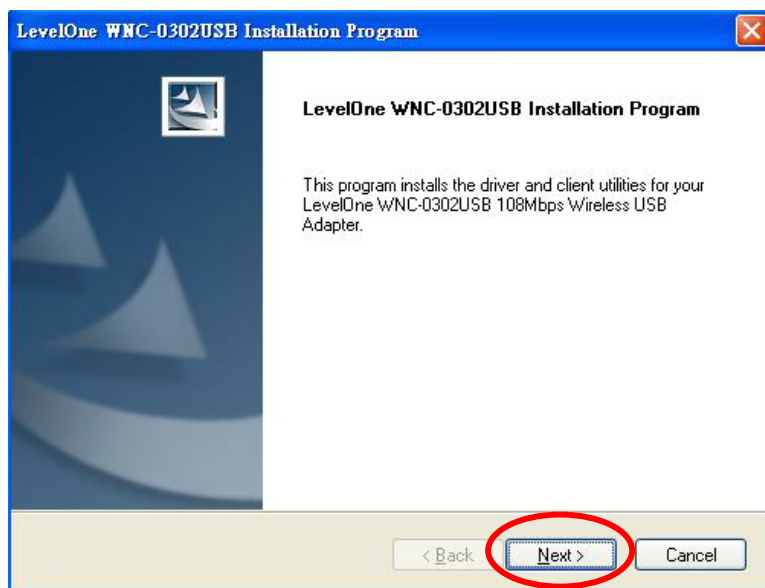 LevelOne WNC-0302USB Installation Program
LevelOne WNC-0302USB Installation Program
This program installs the driver and client utilities for your
LevelOne WNC-0302USB 108Mbps Wireless USB
Adapter.
< Back
Next >
Cancel